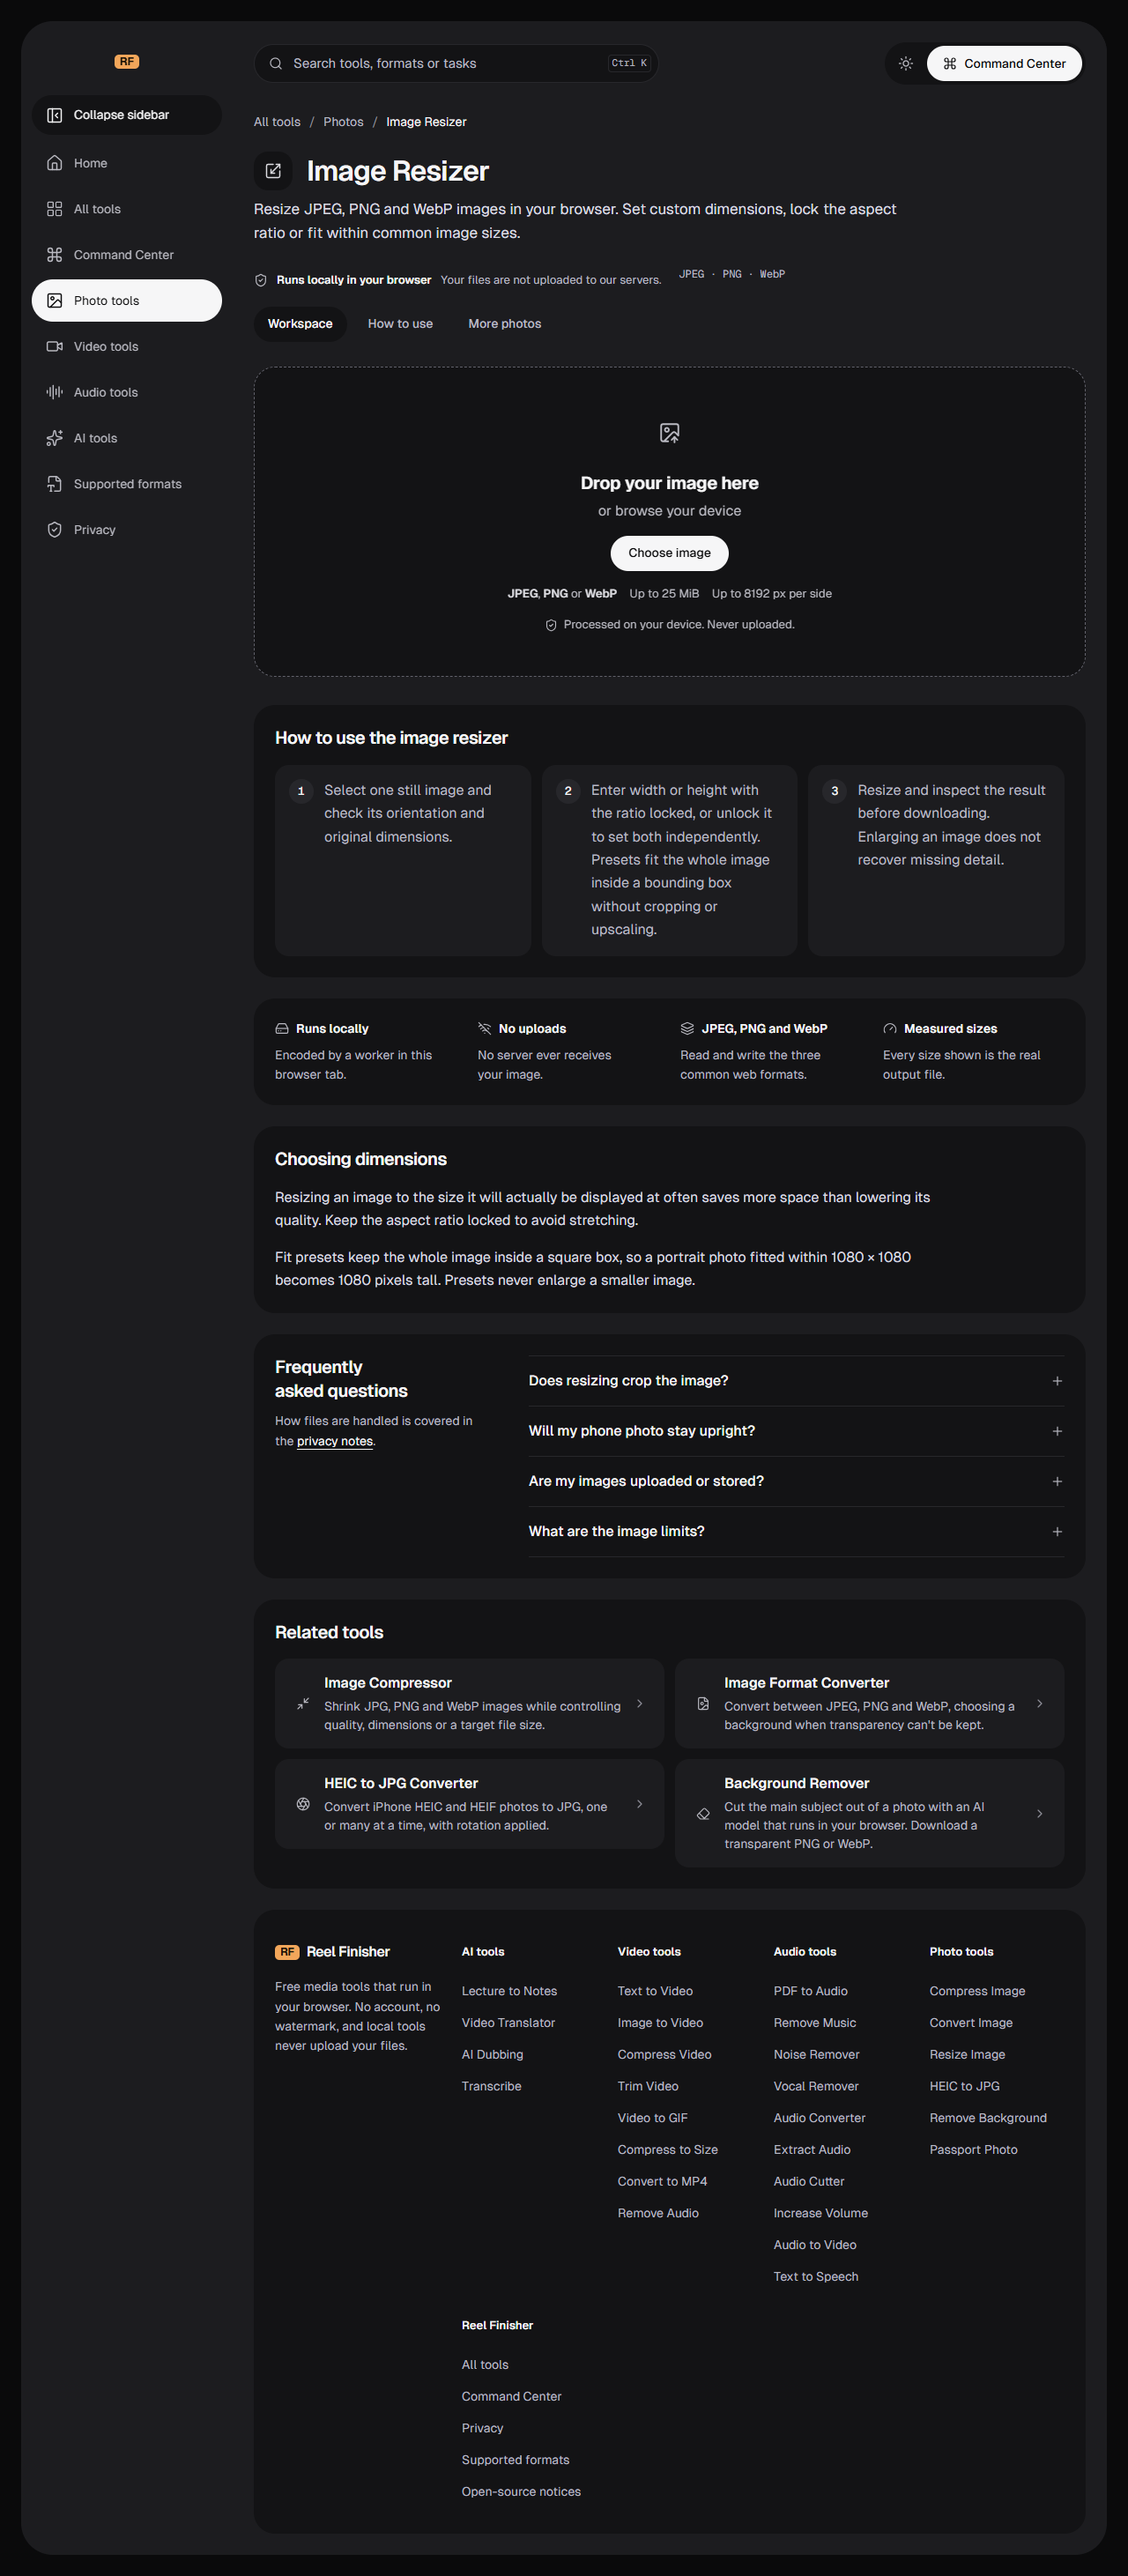 RF
Search tools, formats or tasks
Ctrl K
Command Center
Collapse sidebar
Home
All tools
Command Center
Photo tools
Video tools
Audio tools
AI tools
Supported formats
Privacy
All tools / Photos / Image Resizer
Image Resizer
Resize JPEG, PNG and WebP images in your browser. Set custom dimensions, lock the aspect
ratio or fit within common image sizes.
Runs locally in your browser Your files are not uploaded to our servers. JPEG · PNG · WebP
Workspace
How to use
More photos
Drop your image here
or browse your device
Choose image
JPEG, PNG or WebP Up to 25 MiB Up to 8192 px per side
Processed on your device. Never uploaded.
How to use the image resizer
1
Select one still image and
check its orientation and
original dimensions.
2
Enter width or height with
the ratio locked, or unlock it
to set both independently.
Presets fit the whole image
inside a bounding box
without cropping or
upscaling.
3
Resize and inspect the result
before downloading.
Enlarging an image does not
recover missing detail.
Runs locally
Encoded by a worker in this
browser tab.
No uploads
No server ever receives
your image.
JPEG, PNG and WebP
Read and write the three
common web formats.
Measured sizes
Every size shown is the real
output file.
Choosing dimensions
Resizing an image to the size it will actually be displayed at often saves more space than lowering its
quality. Keep the aspect ratio locked to avoid stretching.
Fit presets keep the whole image inside a square box, so a portrait photo fitted within 1080 × 1080
becomes 1080 pixels tall. Presets never enlarge a smaller image.
Frequently
asked questions
How files are handled is covered in
the privacy notes.
Does resizing crop the image?
Will my phone photo stay upright?
Are my images uploaded or stored?
What are the image limits?
Related tools
Image Compressor
Shrink JPG, PNG and WebP images while controlling
quality, dimensions or a target file size.
Image Format Converter
Convert between JPEG, PNG and WebP, choosing a
background when transparency can't be kept.
HEIC to JPG Converter
Convert iPhone HEIC and HEIF photos to JPG, one
or many at a time, with rotation applied.
Background Remover
Cut the main subject out of a photo with an AI
model that runs in your browser. Download a
transparent PNG or WebP.
RF Reel Finisher
Free media tools that run in
your browser. No account, no
watermark, and local tools
never upload your files.
AI tools
Lecture to Notes
Video Translator
AI Dubbing
Transcribe
Video tools
Text to Video
Image to Video
Compress Video
Trim Video
Video to GIF
Compress to Size
Convert to MP4
Remove Audio
Audio tools
PDF to Audio
Remove Music
Noise Remover
Vocal Remover
Audio Converter
Extract Audio
Audio Cutter
Increase Volume
Audio to Video
Text to Speech
Photo tools
Compress Image
Convert Image
Resize Image
HEIC to JPG
Remove Background
Passport Photo
Reel Finisher
All tools
Command Center
Privacy
Supported formats
Open-source notices